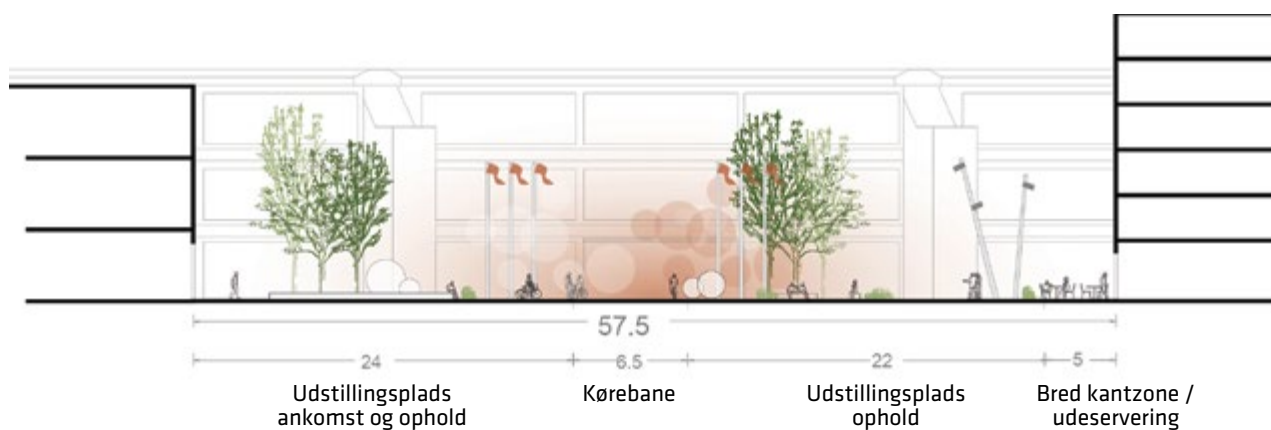 57.5
24 6.5 22 5
Udstillingsplads
ankomst og ophold
Kørebane
Udstillingsplads
ophold
Bred kantzone /
udeservering